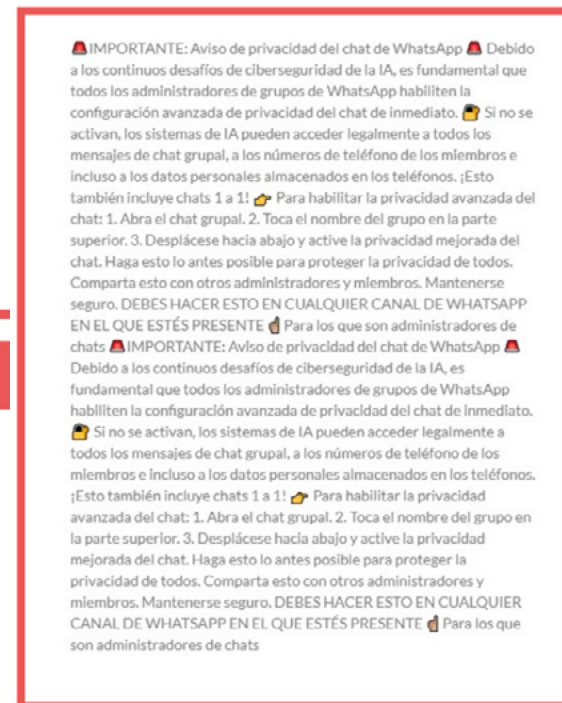 🚨IMPORTANTE: Aviso de privacidad del chat de WhatsApp 🚨 Debido
a los continuos desafíos de ciberseguridad de la IA, es fundamental que
todos los administradores de grupos de WhatsApp habiliten la
configuración avanzada de privacidad del chat de inmediato. 🔐 Si no se
activan, los sistemas de IA pueden acceder legalmente a todos los
mensajes de chat grupal, a los números de teléfono de los miembros e
incluso a los datos personales almacenados en los teléfonos. ¡Esto
también incluye chats 1 a 1! 👉 Para habilitar la privacidad avanzada del
chat: 1. Abra el chat grupal. 2. Toca el nombre del grupo en la parte
superior. 3. Desplácese hacia abajo y active la privacidad mejorada del
chat. Haga esto lo antes posible para proteger la privacidad de todos.
Comparta esto con otros administradores y miembros. Mantenerse
seguro. DEBES HACER ESTO EN CUALQUIER CANAL DE WHATSAPP
EN EL QUE ESTÉS PRESENTE ☝🏽 Para los que son administradores de
chats 🚨IMPORTANTE: Aviso de privacidad del chat de WhatsApp 🚨
Debido a los continuos desafíos de ciberseguridad de la IA, es
fundamental que todos los administradores de grupos de WhatsApp
habiliten la configuración avanzada de privacidad del chat de inmediato.
🔐 Si no se activan, los sistemas de IA pueden acceder legalmente a
todos los mensajes de chat grupal, a los números de teléfono de los
miembros e incluso a los datos personales almacenados en los teléfonos.
¡Esto también incluye chats 1 a 1! 👉 Para habilitar la privacidad
avanzada del chat: 1. Abra el chat grupal. 2. Toca el nombre del grupo en
la parte superior. 3. Desplácese hacia abajo y active la privacidad
mejorada del chat. Haga esto lo antes posible para proteger la
privacidad de todos. Comparta esto con otros administradores y
miembros. Mantenerse seguro. DEBES HACER ESTO EN CUALQUIER
CANAL DE WHATSAPP EN EL QUE ESTÉS PRESENTE ☝🏽 Para los que
son administradores de chats